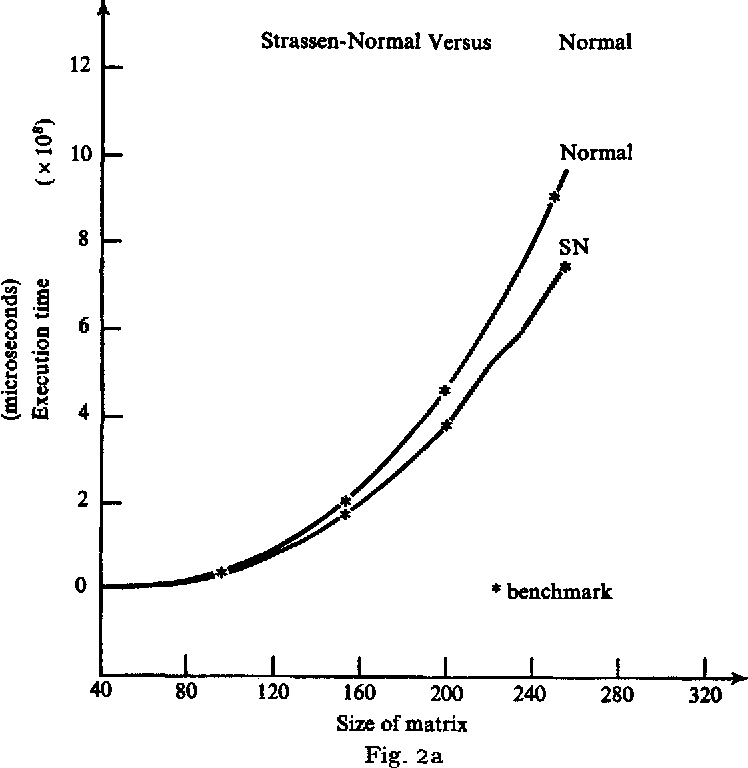 Strassen-Normal Versus Normal
12
10
8
6
4
2
0
(microseconds)
Execution time (×10⁸)
Normal
SN
* benchmark
40 80 120 160 200 240 280 320
Size of matrix
Fig. 2a